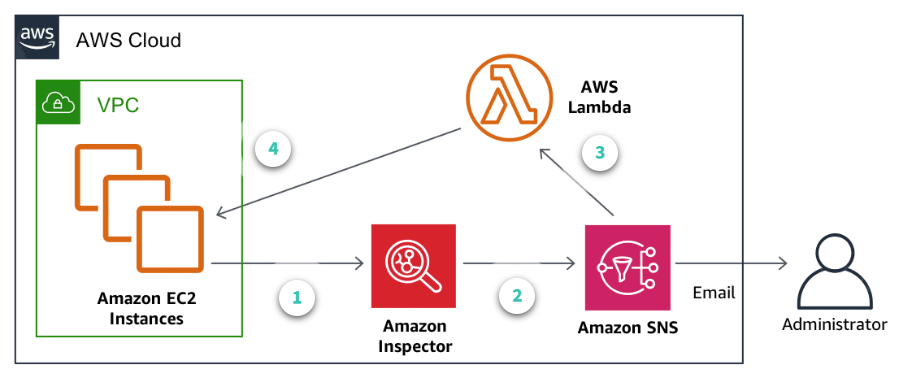 aws
AWS Cloud
VPC
AWS
Lambda
4
3
1
2
Amazon EC2
Instances
Amazon
Inspector
Amazon SNS
Email
Administrator